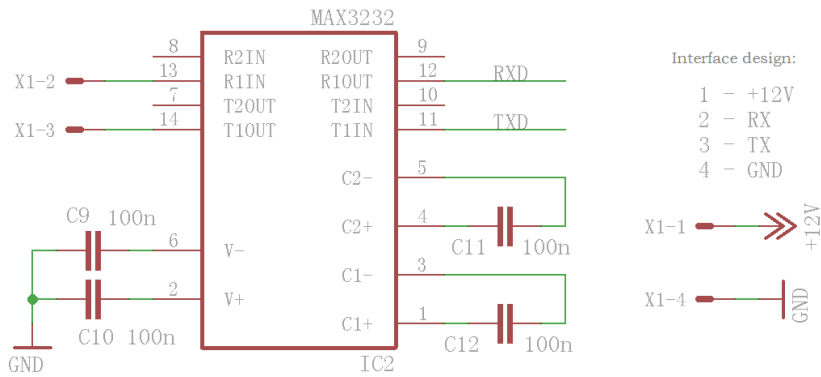 MAX3232
8 R2IN R2OUT 9
X1-2 13 R1IN R1OUT 12 RXD
7 T2OUT T2IN 10
X1-3 14 T1OUT T1IN 11 TXD
C2- 5
C2+ 4
C11 100n
C9 100n
6 V-
C1- 3
2 V+
C10 100n
C1+ 1
C12 100n
GND
IC2
Interface design:
1 - +12V
2 - RX
3 - TX
4 - GND
X1-1 +12V
X1-4 GND